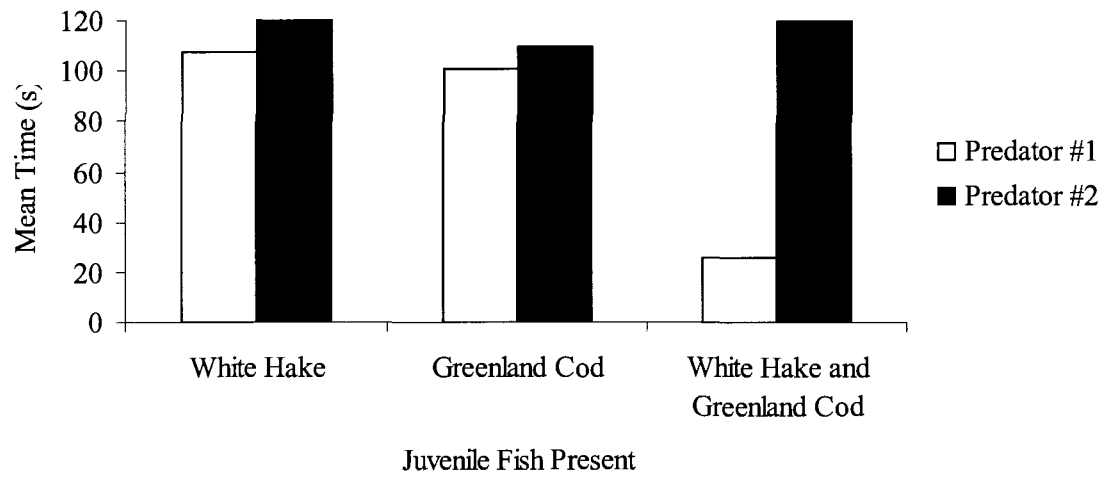 120
100
80
60
40
20
0
Mean Time (s)
White Hake
Greenland Cod
White Hake and
Greenland Cod
Juvenile Fish Present
Predator #1
Predator #2